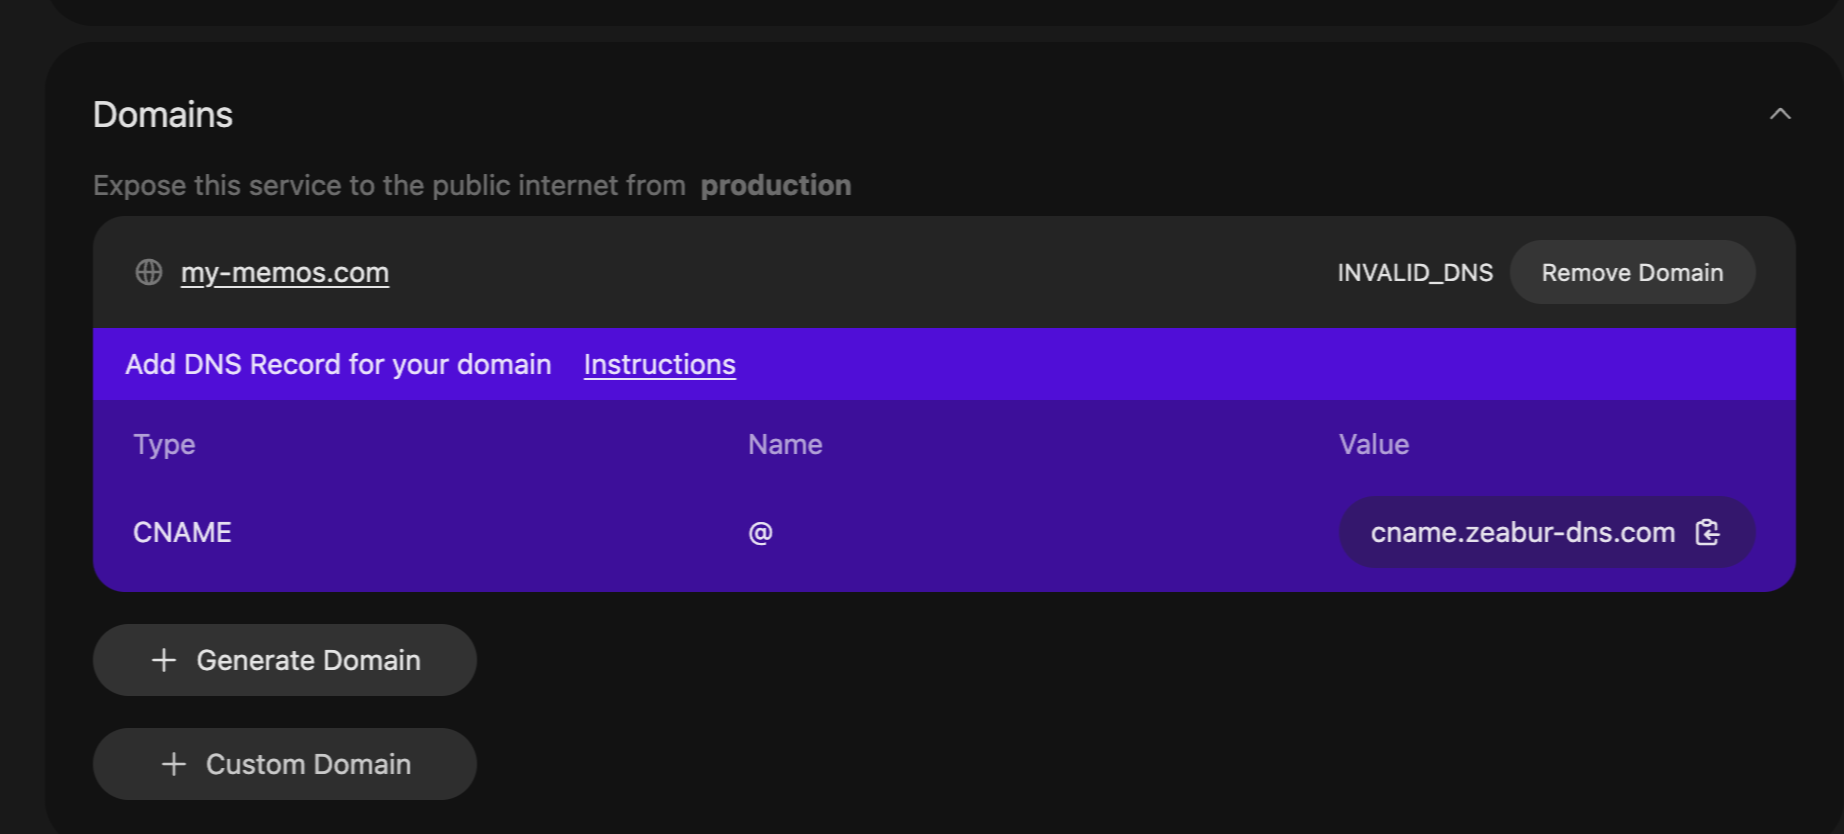 Domains
Expose this service to the public internet from production
my-memos.com INVALID_DNS Remove Domain
Add DNS Record for your domain Instructions
Type Name Value
CNAME @ cname.zeabur-dns.com
+ Generate Domain
+ Custom Domain